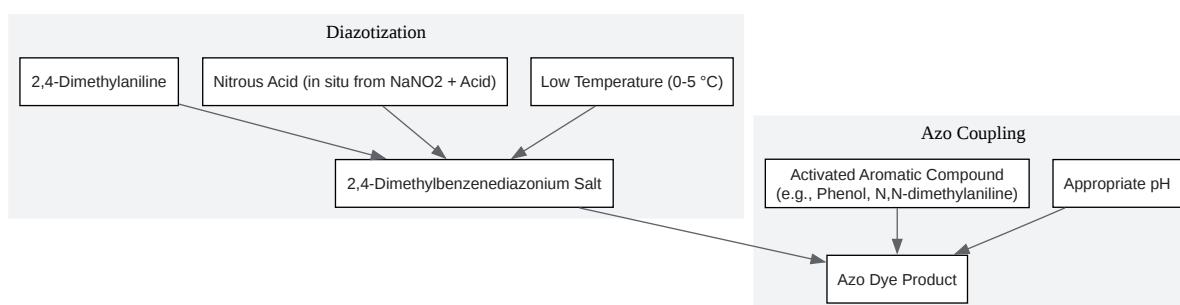 Diazotization
2,4-Dimethylaniline
Nitrous Acid (in situ from NaNO2 + Acid)
Low Temperature (0-5 °C)
2,4-Dimethylbenzenediazonium Salt
Azo Coupling
Activated Aromatic Compound
(e.g., Phenol, N,N-dimethylaniline)
Appropriate pH
Azo Dye Product